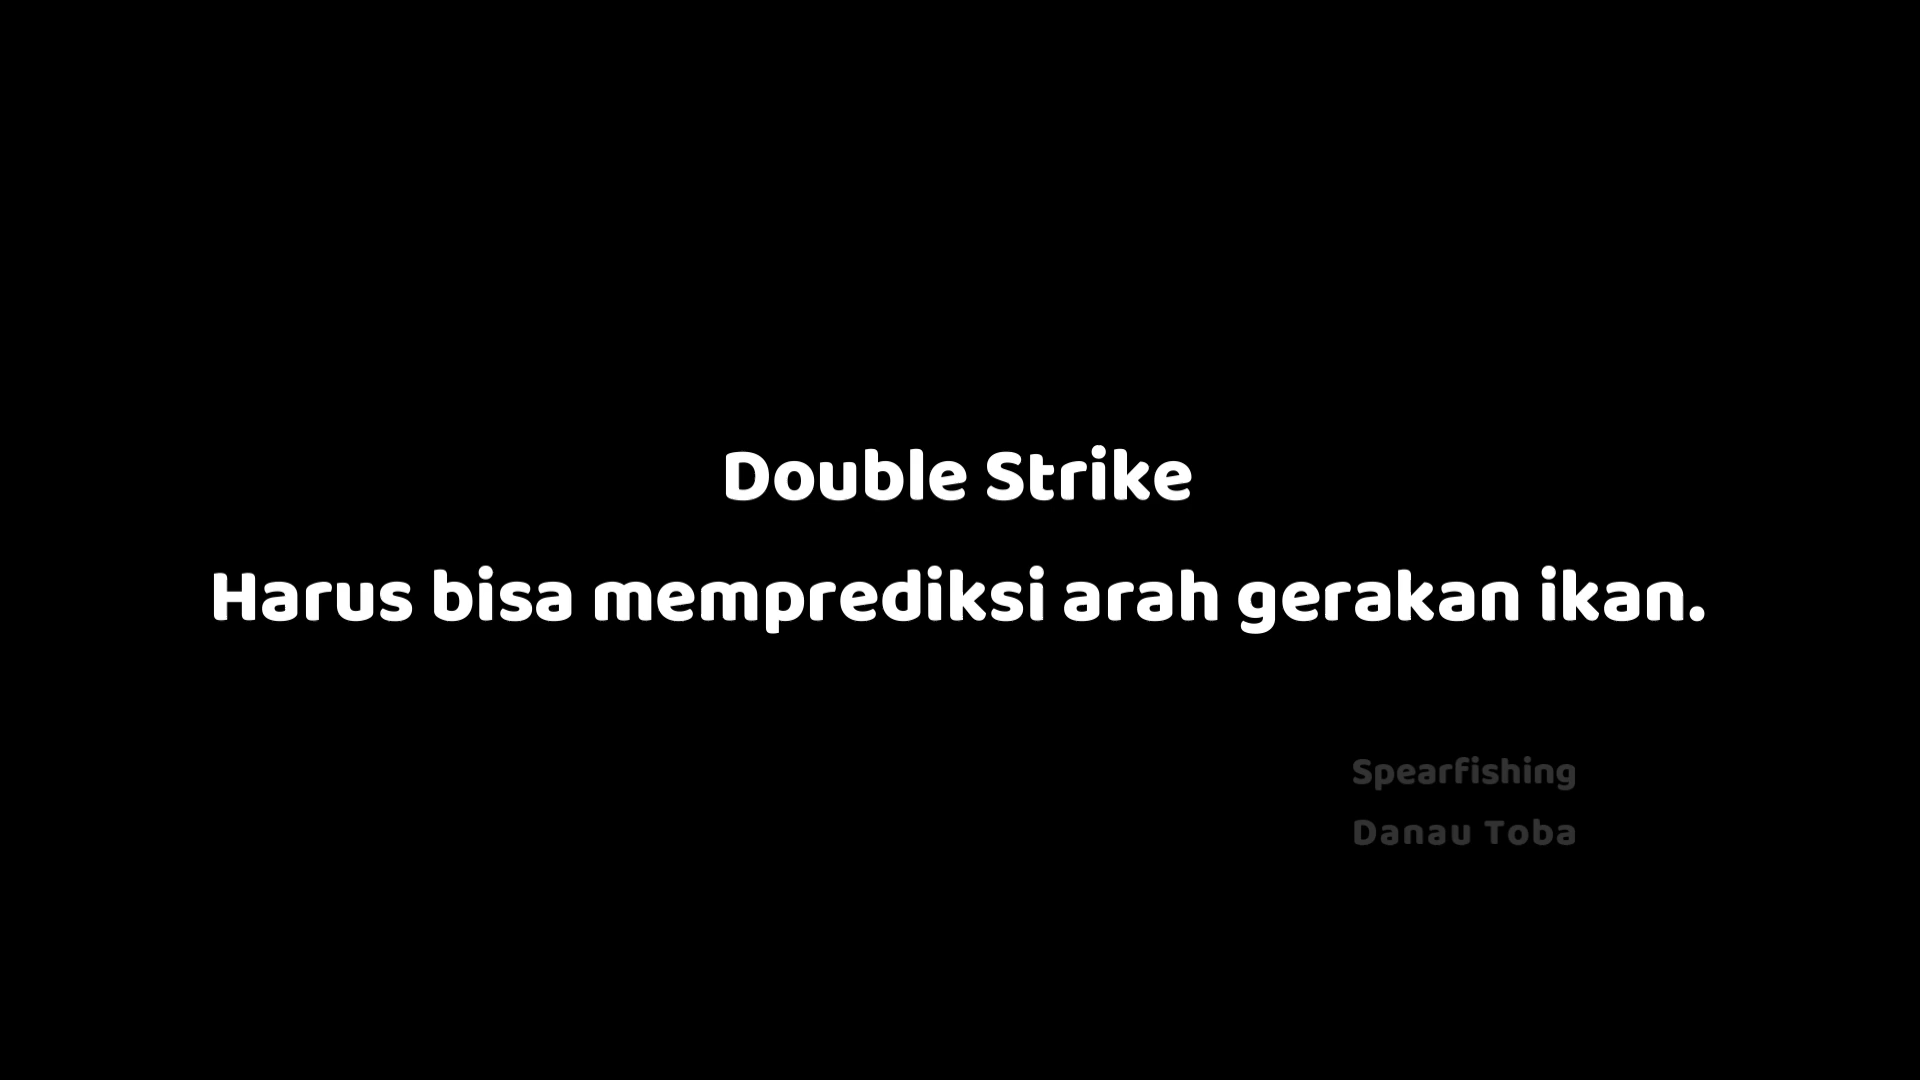 Double Strike
Harus bisa memprediksi arah gerakan ikan.
Spearfishing
Danau Toba